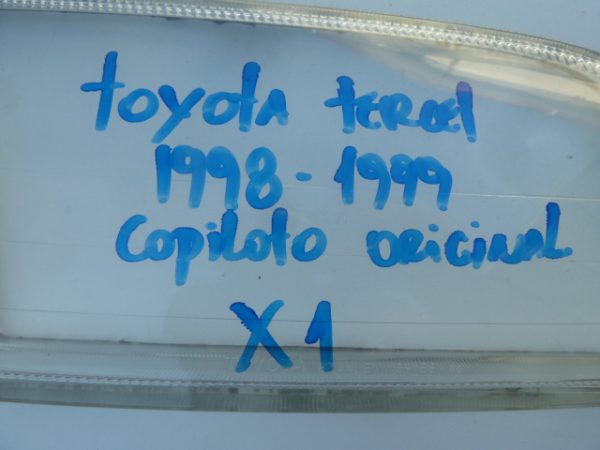 toyota tercel
1998-1999
copiloto original
X1